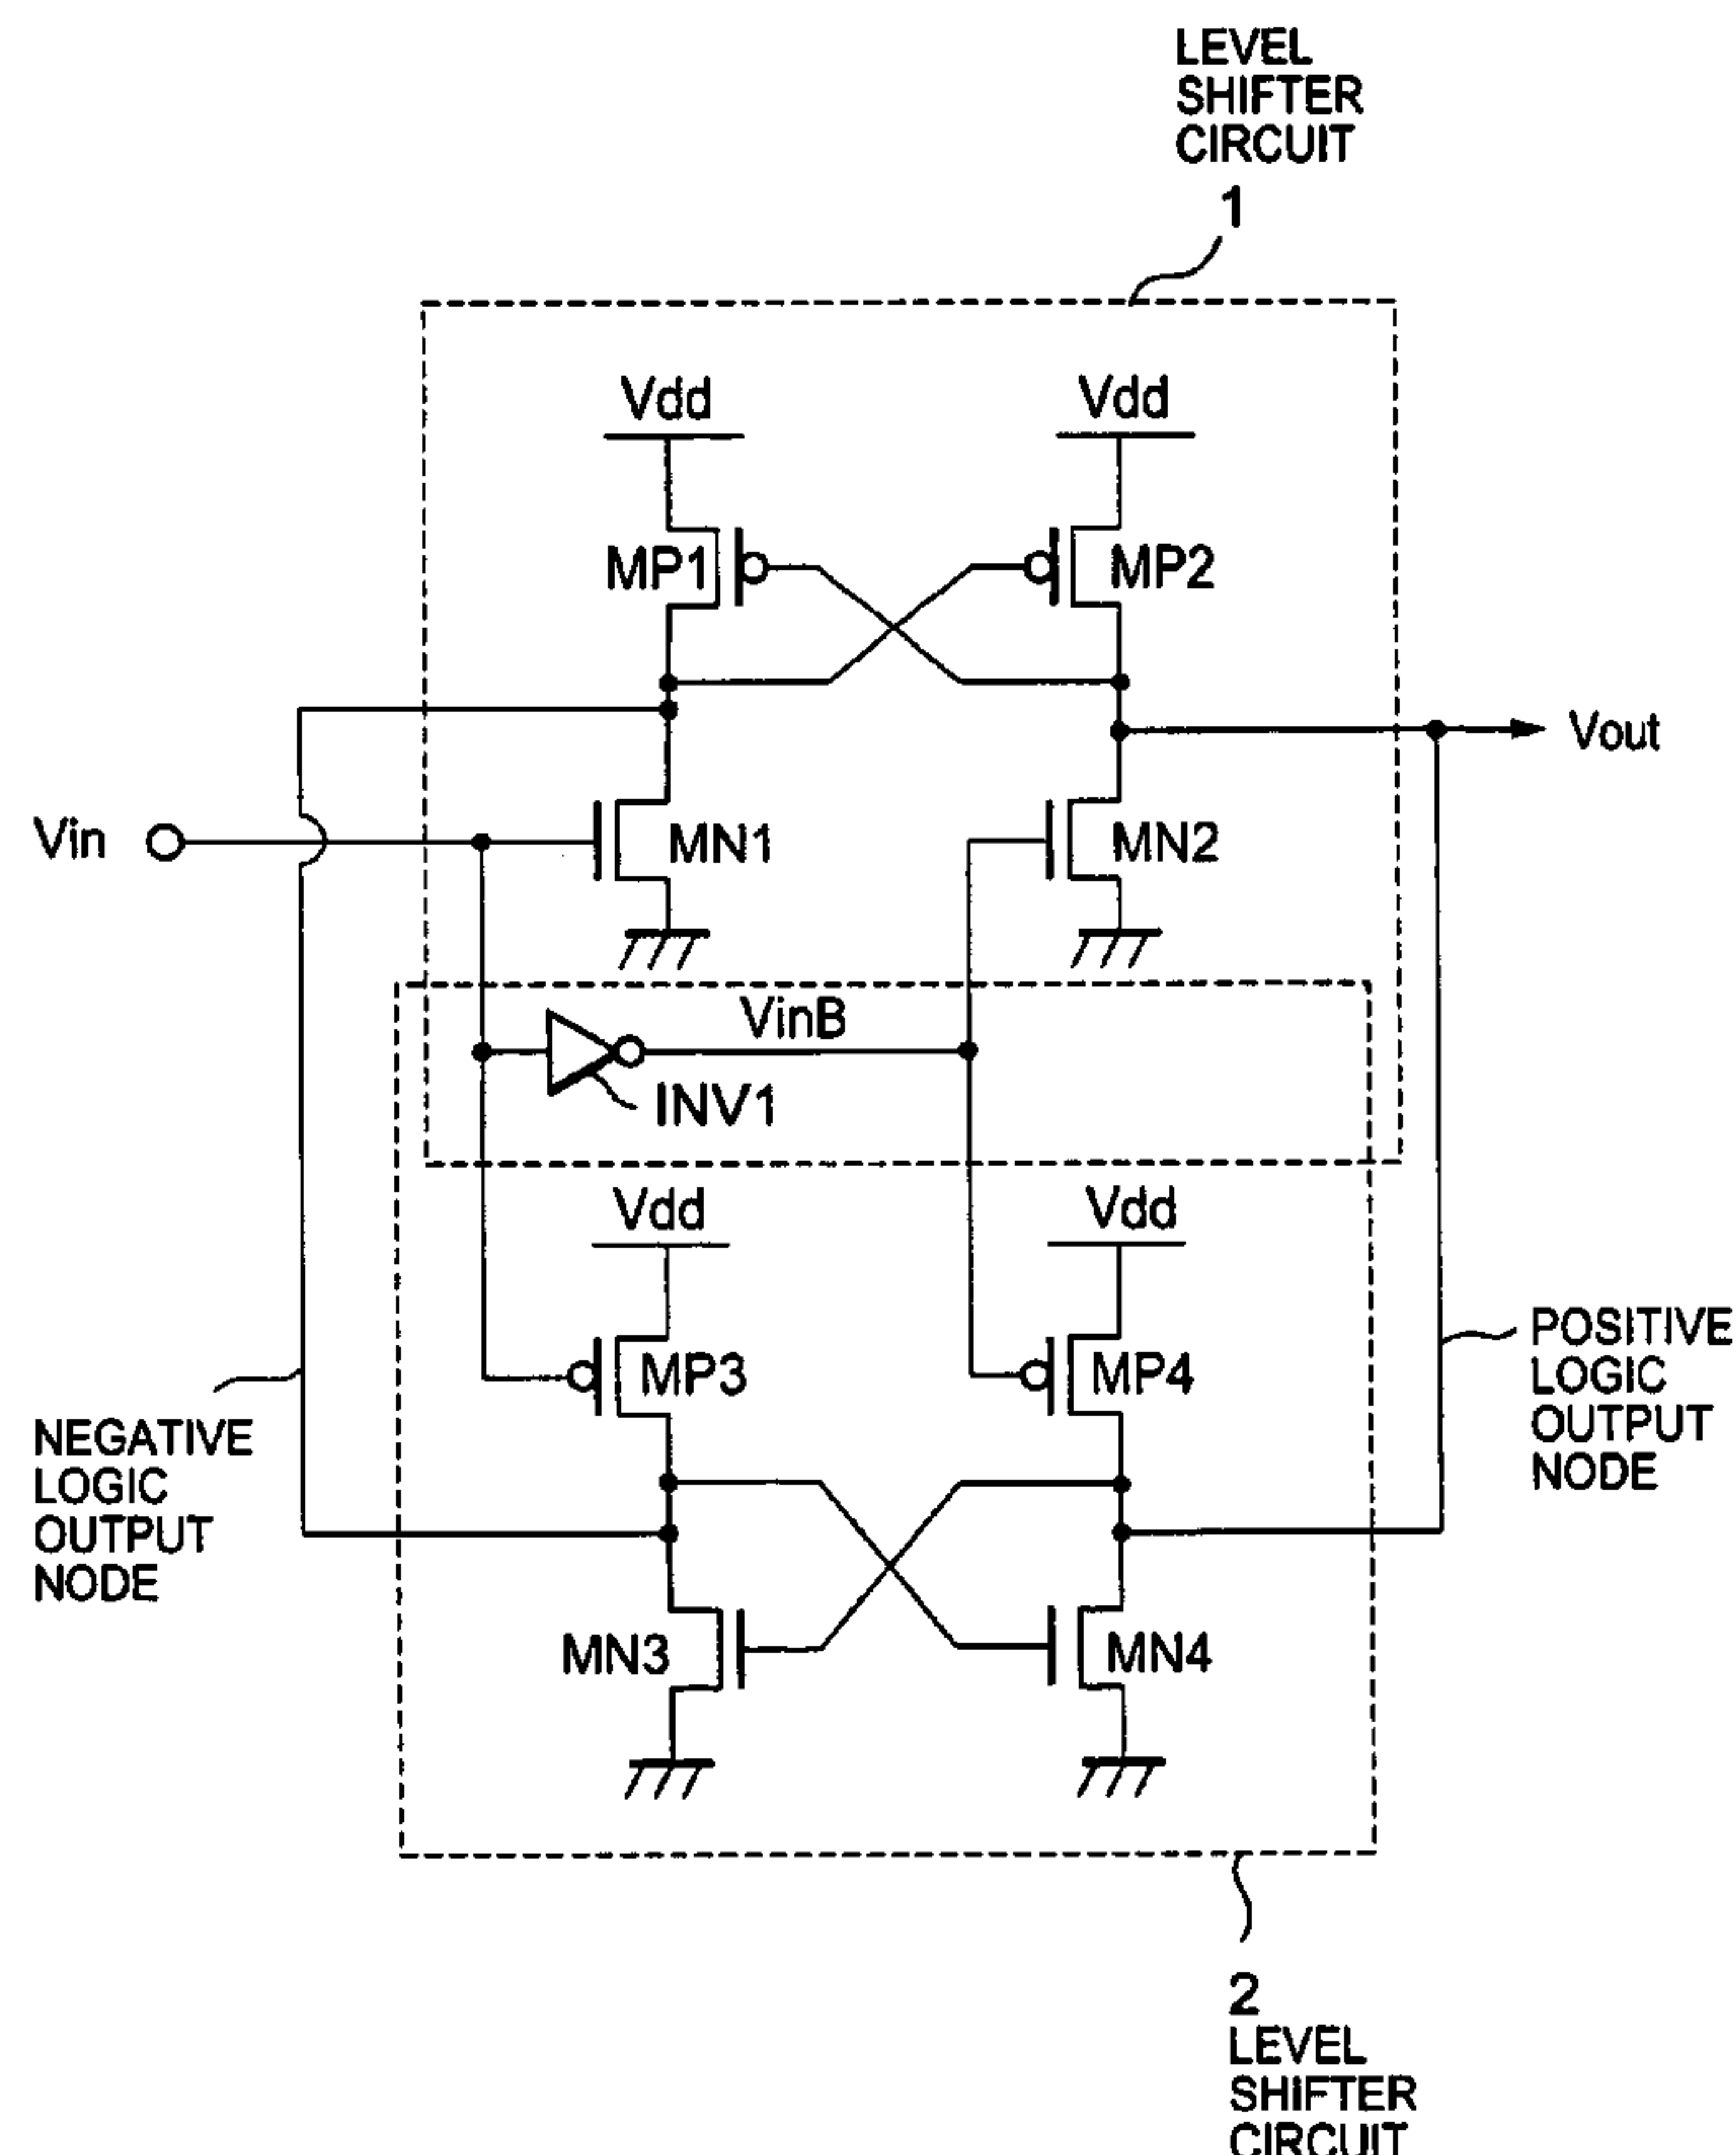 LEVEL
SHIFTER
CIRCUIT
1
Vdd
Vdd
MP1
MP2
Vout
Vin
MN1
MN2
VinB
INV1
Vdd
Vdd
MP3
MP4
POSITIVE
LOGIC
OUTPUT
NODE
NEGATIVE
LOGIC
OUTPUT
NODE
MN3
MN4
2
LEVEL
SHIFTER
CIRCUIT